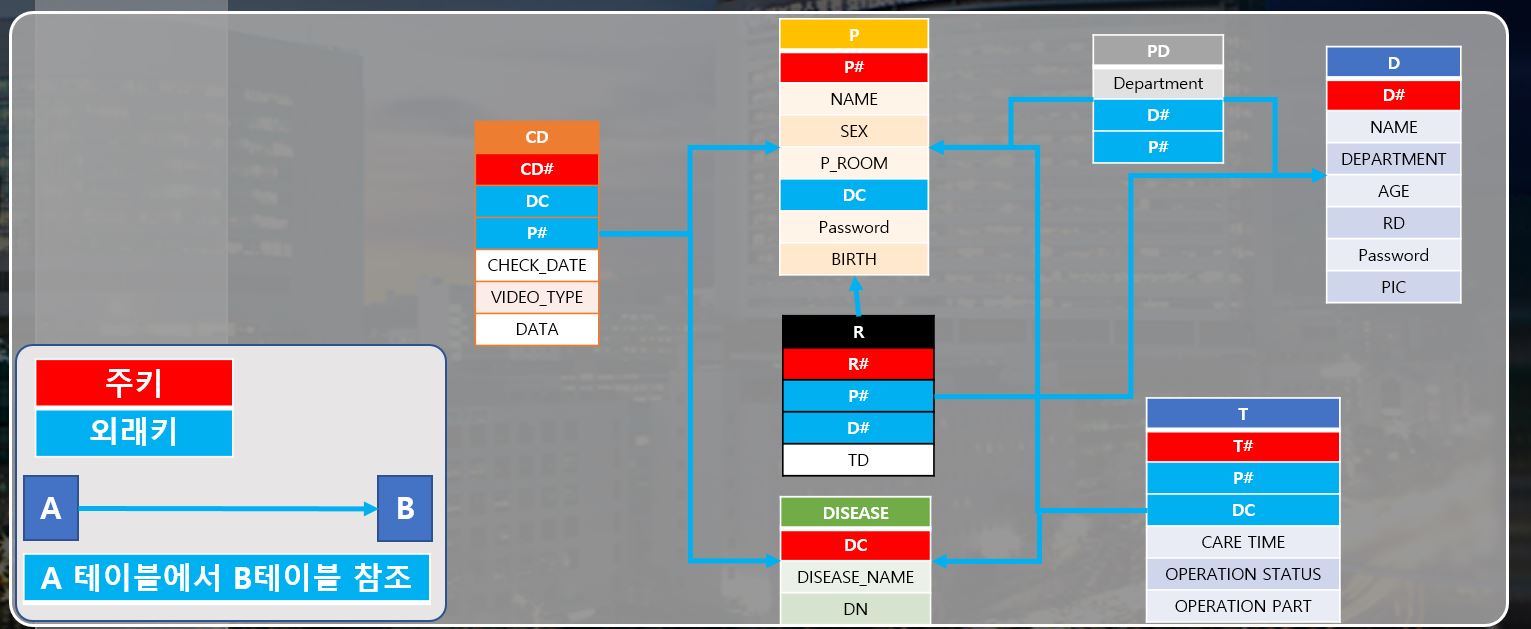 CD
CD#
DC
P#
CHECK_DATE
VIDEO_TYPE
DATA
P
P#
NAME
SEX
P_ROOM
DC
Password
BIRTH
R
R#
P#
D#
TD
DISEASE
DC
DISEASE_NAME
DN
PD
Department
D#
P#
D
D#
NAME
DEPARTMENT
AGE
RD
Password
PIC
T
T#
P#
DC
CARE TIME
OPERATION STATUS
OPERATION PART
주키
외래키
A
B
A 테이블에서 B테이블 참조